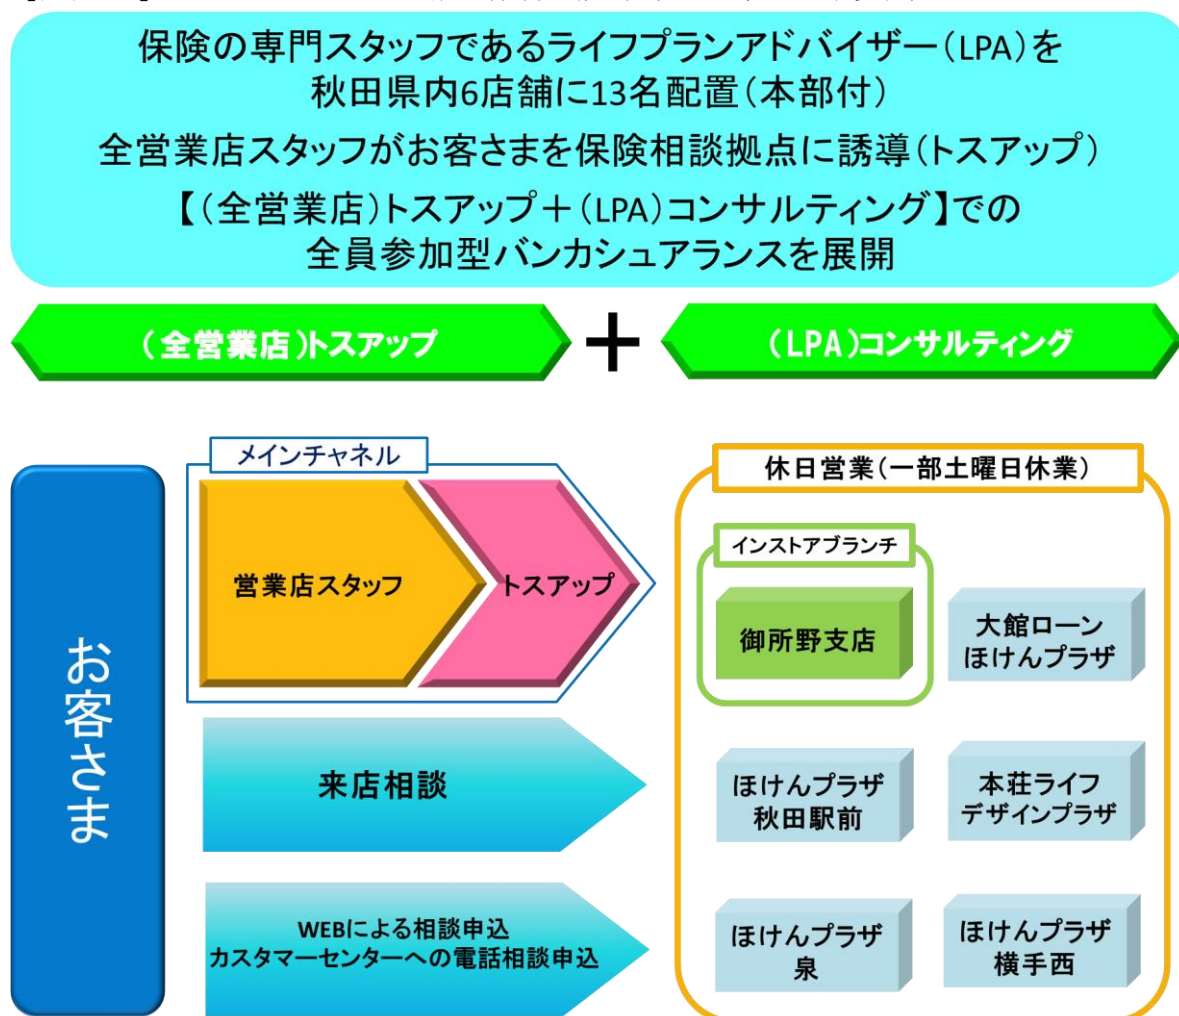 保険の専門スタッフであるライフプランアドバイザー（LPA）を
秋田県内6店舗に13名配置（本部付）
全営業店スタッフがお客さまを保険相談拠点に誘導（トスアップ）
【（全営業店）トスアップ＋（LPA）コンサルティング】での
全員参加型バンカシュアランスを展開
（全営業店）トスアップ
＋
（LPA）コンサルティング
お客さま
メインチャネル
営業店スタッフ
トスアップ
来店相談
WEBによる相談申込
カスタマーセンターへの電話相談申込
休日営業（一部土曜日休業）
インストアブランチ
御所野支店
大館ローン
ほけんプラザ
ほけんプラザ
秋田駅前
本荘ライフ
デザインプラザ
ほけんプラザ
泉
ほけんプラザ
横手西